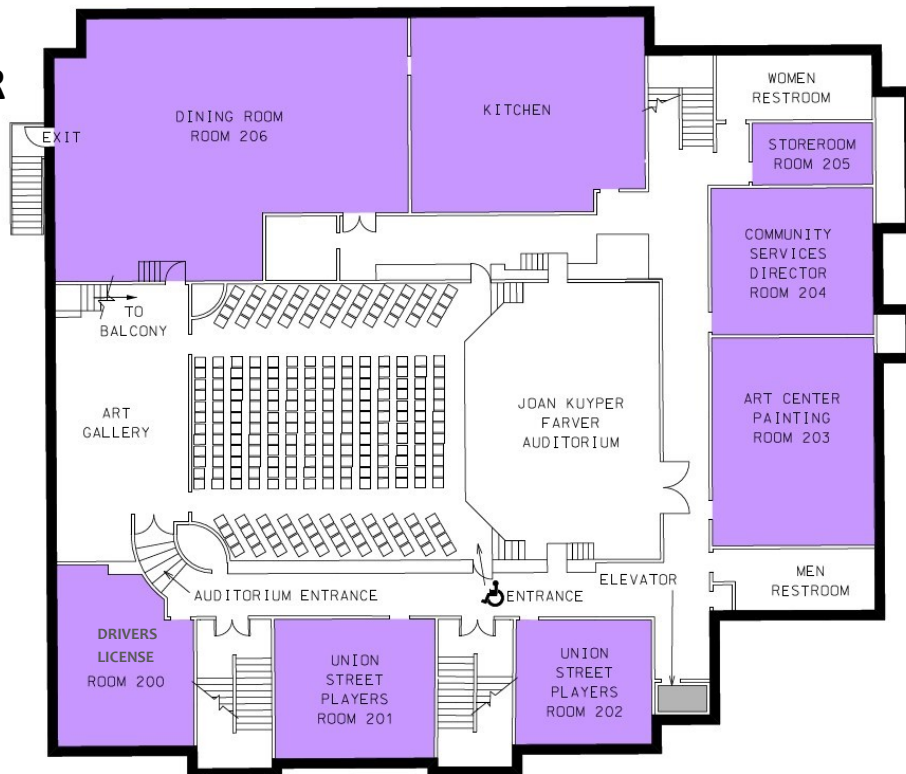 R
DINING ROOM
ROOM 206
KITCHEN
WOMEN
RESTROOM
EXIT
STOREROOM
ROOM 205
COMMUNITY
SERVICES
DIRECTOR
ROOM 204
TO
BALCONY
ART
GALLERY
JOAN KUYPER
FARVER
AUDITORIUM
ART CENTER
PAINTING
ROOM 203
AUDITORIUM ENTRANCE
ENTRANCE
ELEVATOR
MEN
RESTROOM
DRIVERS
LICENSE
ROOM 200
UNION
STREET
PLAYERS
ROOM 201
UNION
STREET
PLAYERS
ROOM 202